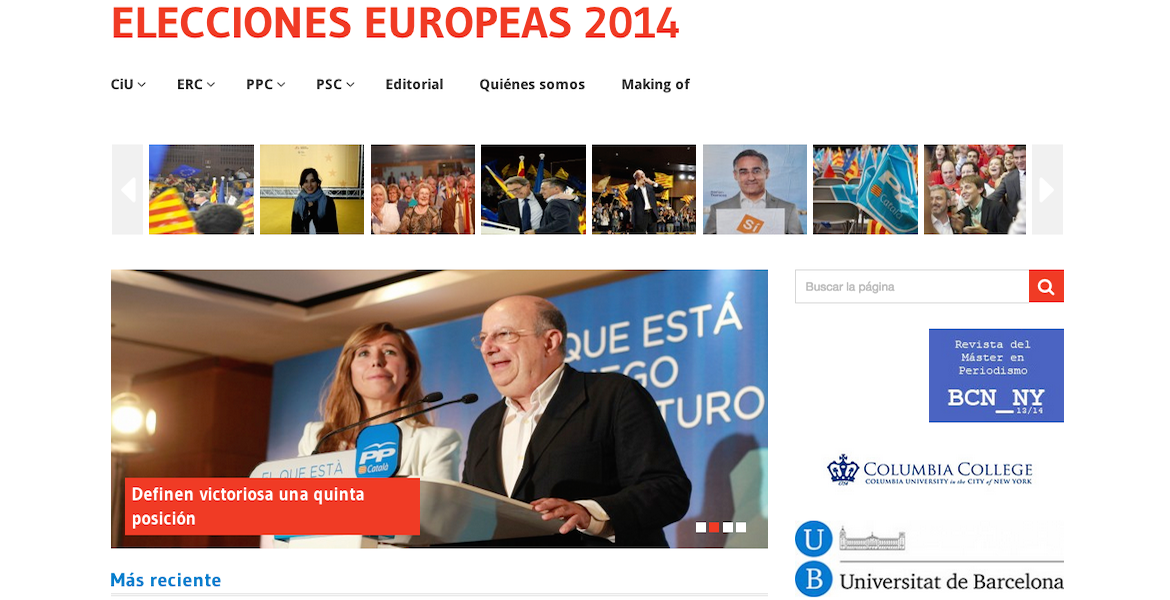 ELECCIONES EUROPEAS 2014
CiU ERC PPC PSC Editorial Quiénes somos Making of
Sí
PP
Català
Buscar la página
QUE ESTÁ
EGO
TURO
EL QUE ESTÀ
PP
Català
Definen victoriosa una quinta
posición
Revista del
Máster en
Periodismo
BCN_NY
13/14
COLUMBIA COLLEGE
COLUMBIA UNIVERSITY in the CITY of NEW YORK
U
B
Universitat de Barcelona
Más reciente